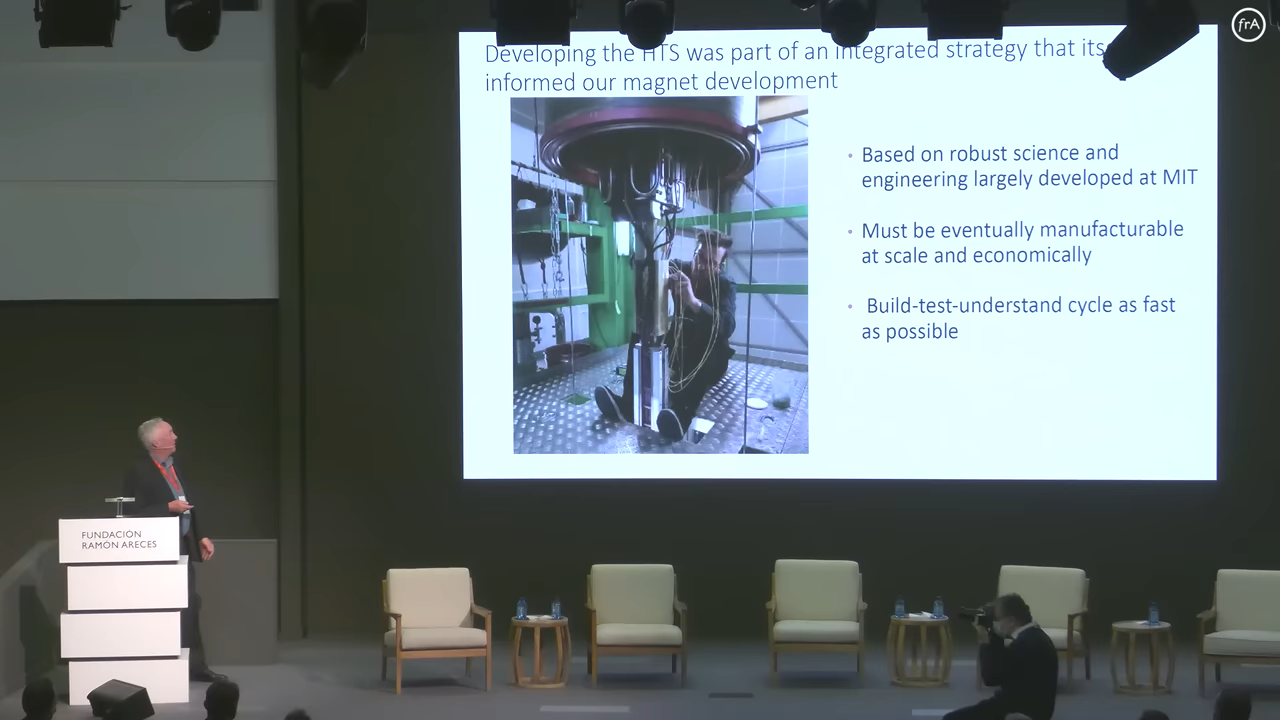 frA
Developing the HTS was part of an integrated strategy that its
informed our magnet development
Based on robust science and
engineering largely developed at MIT
Must be eventually manufacturable
at scale and economically
Build-test-understand cycle as fast
as possible
FUNDACIÓN
RAMÓN ARECES